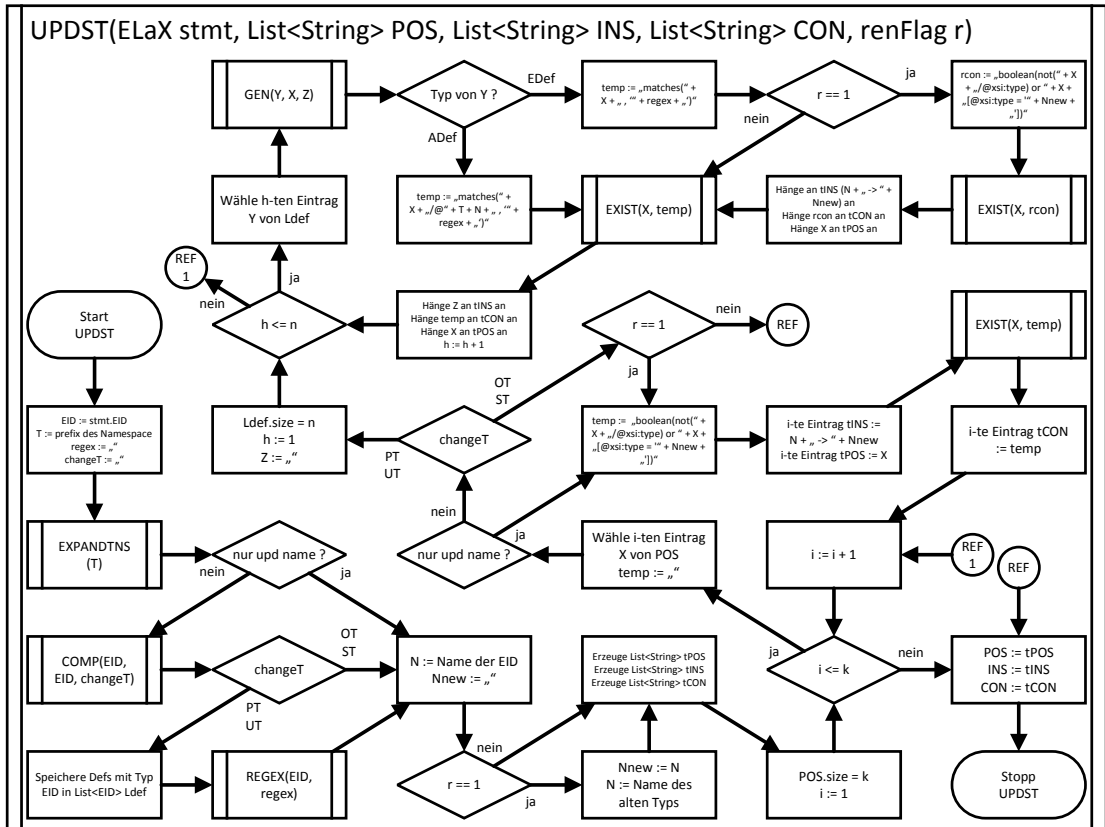 UPDST(ELaX stmt, List<String> POS, List<String> INS, List<String> CON, renFlag r)
GEN(Y, X, Z)
Typ von Y ?
EDef
ADef
temp := „matches(“ +
X + „ , ‘“ + regex + „‘)“
r == 1
ja
nein
rcon := „boolean(not(“ + X
+ „/@xsi:type) or “ + X +
„[@xsi:type = ‘“ + Nnew +
„‘])“
Wähle h-ten Eintrag
Y von Ldef
temp := „matches(“ +
X + „/@“ + T + N + „ , ‘“ +
regex + „‘)“
EXIST(X, temp)
Hänge an tINS (N + „ -> “ +
Nnew) an
Hänge rcon an tCON an
Hänge X an tPOS an
EXIST(X, rcon)
REF
1
nein
ja
Start
UPDST
h <= n
Hänge Z an tINS an
Hänge temp an tCON an
Hänge X an tPOS an
h := h + 1
r == 1
nein
REF
ja
EXIST(X, temp)
EID := stmt.EID
T := prefix des Namespace
regex := „“
changeT := „“
Ldef.size = n
h := 1
Z := „“
PT
UT
changeT
OT
ST
nein
temp := „boolean(not(“ +
X + „/@xsi:type) or “ + X +
„[@xsi:type = ‘“ + Nnew +
„‘])“
i-te Eintrag tINS :=
N + „ -> “ + Nnew
i-te Eintrag tPOS := X
i-te Eintrag tCON
:= temp
EXPANDTNS
(T)
nur upd name ?
nein
ja
nur upd name ?
ja
Wähle i-ten Eintrag
X von POS
temp := „“
i := i + 1
REF
1
REF
COMP(EID,
EID, changeT)
changeT
OT
ST
PT
UT
N := Name der EID
Nnew := „“
Erzeuge List<String> tPOS
Erzeuge List<String> tINS
Erzeuge List<String> tCON
ja
i <= k
nein
POS := tPOS
INS := tINS
CON := tCON
Speichere Defs mit Typ
EID in List<EID> Ldef
REGEX(EID,
regex)
r == 1
nein
ja
Nnew := N
N := Name des
alten Typs
POS.size = k
i := 1
Stopp
UPDST